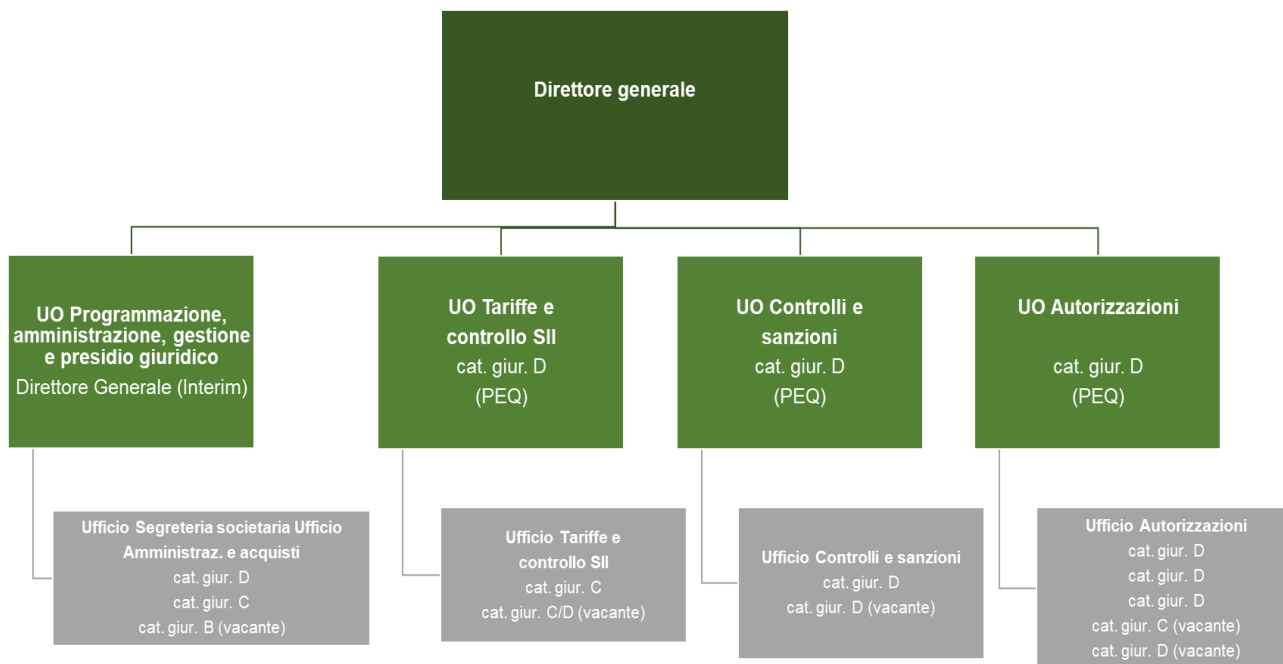 Direttore generale
UO Programmazione,
amministrazione, gestione
e presidio giuridico
Direttore Generale (Interim)
UO Tariffe e
controllo SII
cat. giur. D
(PEQ)
UO Controlli e
sanzioni
cat. giur. D
(PEQ)
UO Autorizzazioni
cat. giur. D
(PEQ)
Ufficio Segreteria societaria Ufficio
Amministraz. e acquisti
cat. giur. D
cat. giur. C
cat. giur. B (vacante)
Ufficio Tariffe e
controllo SII
cat. giur. C
cat. giur. C/D (vacante)
Ufficio Controlli e sanzioni
cat. giur. D
cat. giur. D (vacante)
Ufficio Autorizzazioni
cat. giur. D
cat. giur. D
cat. giur. D
cat. giur. C (vacante)
cat. giur. D (vacante)